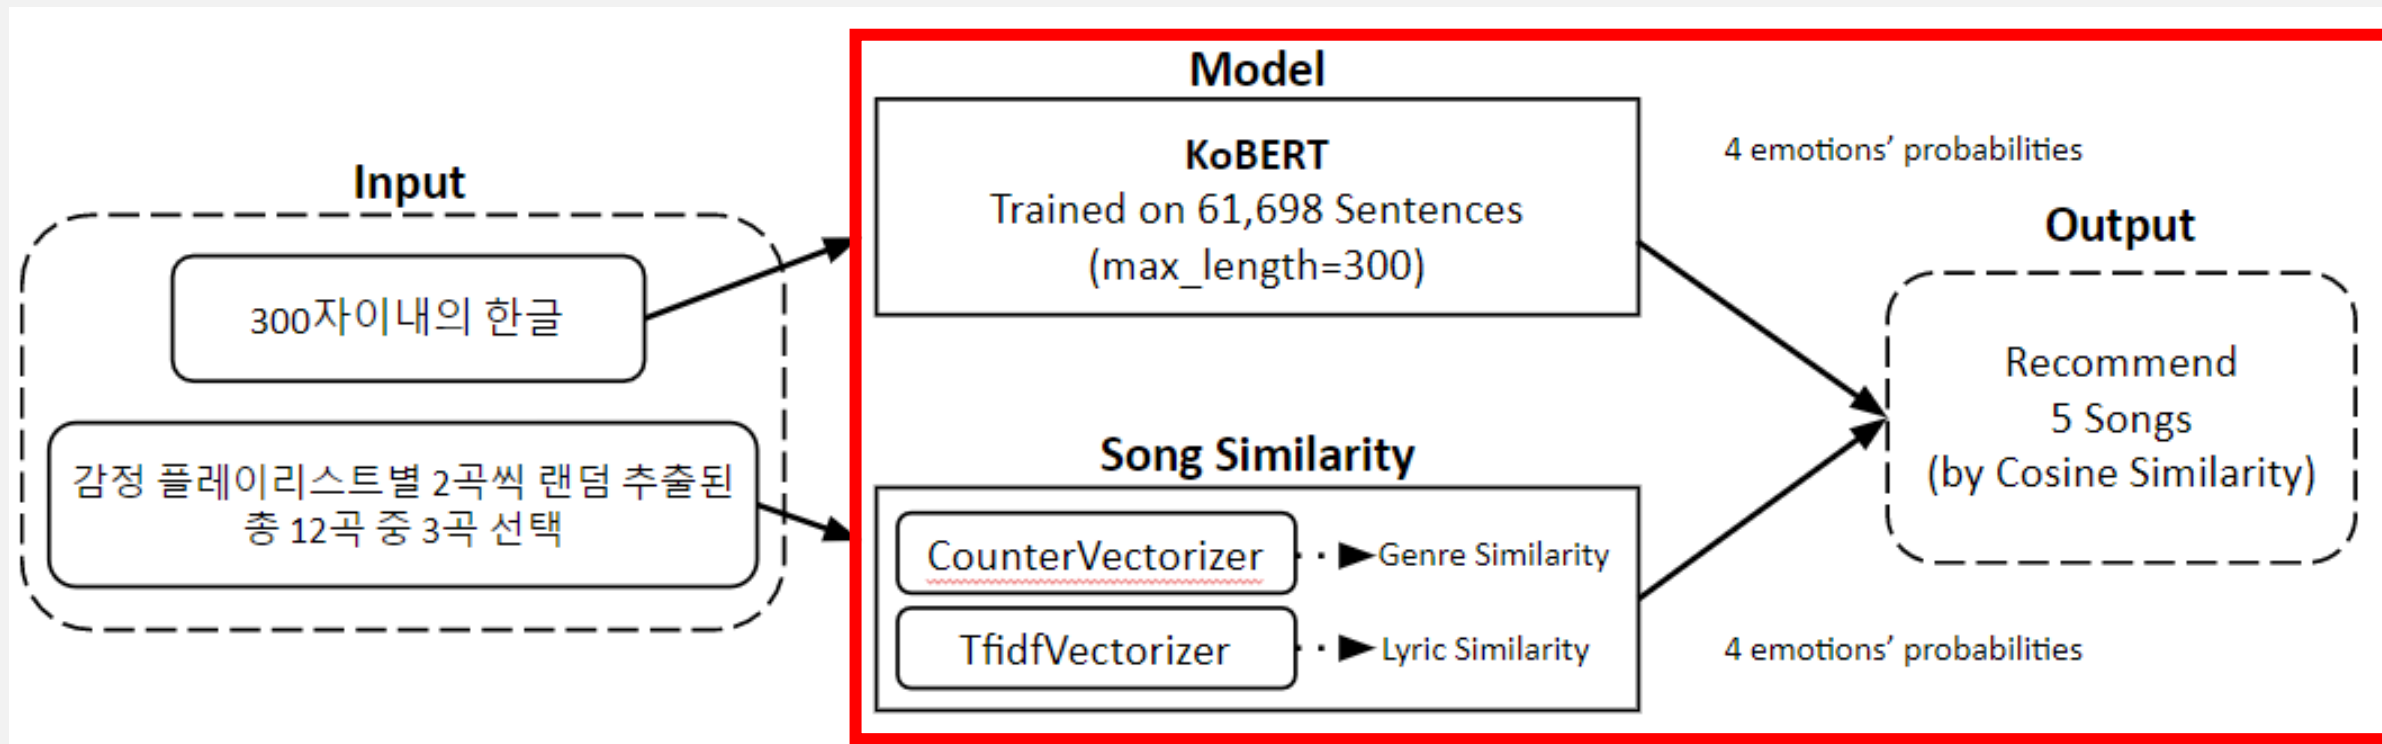 Input
300자이내의 한글
감정 플레이리스트별 2곡씩 랜덤 추출된
총 12곡 중 3곡 선택
Model
KoBERT
Trained on 61,698 Sentences
(max_length=300)
Song Similarity
CounterVectorizer
Genre Similarity
TfidfVectorizer
Lyric Similarity
4 emotions’ probabilities
Output
Recommend
5 Songs
(by Cosine Similarity)
4 emotions’ probabilities